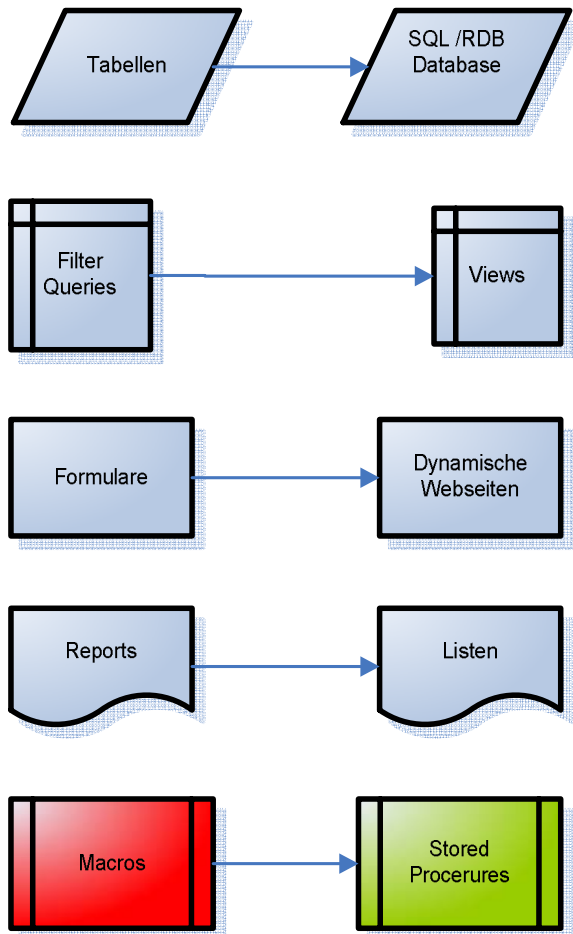 Tabellen
SQL /RDB
Database
Filter
Queries
Views
Formulare
Dynamische
Webseiten
Reports
Listen
Macros
Stored
Procerures